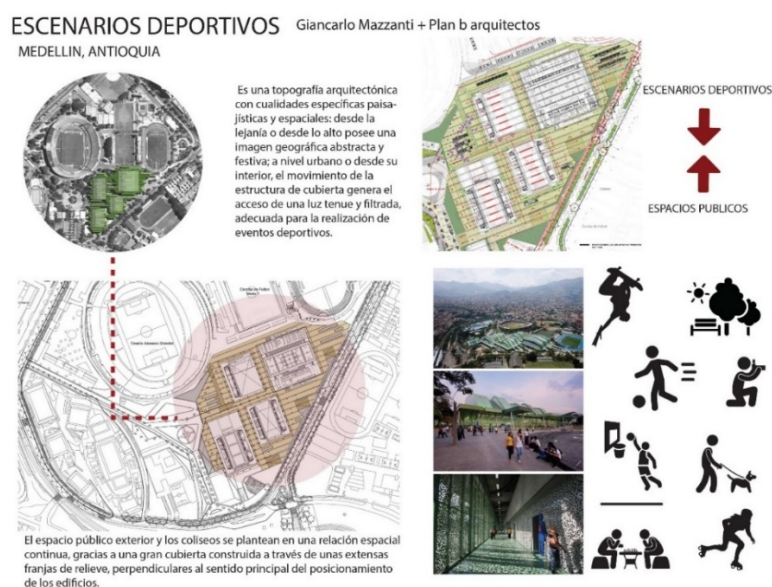 ESCENARIOS DEPORTIVOS
Giancarlo Mazzanti + Plan b arquitectos
MEDELLIN, ANTIOQUIA
Es una topografía arquitectónica
con cualidades específicas paisa-
jísticas y espaciales: desde la
lejanía o desde lo alto posee una
imagen geográfica abstracta y
festiva; a nivel urbano o desde su
interior, el movimiento de la
estructura de cubierta genera el
acceso de una luz tenue y filtrada,
adecuada para la realización de
eventos deportivos.
ESCENARIOS DEPORTIVOS
ESPACIOS PUBLICOS
El espacio público exterior y los coliseos se plantean en una relación espacial
continua, gracias a una gran cubierta construida a través de unas extensas
franjas de relieve, perpendiculares al sentido principal del posicionamiento
de los edificios.